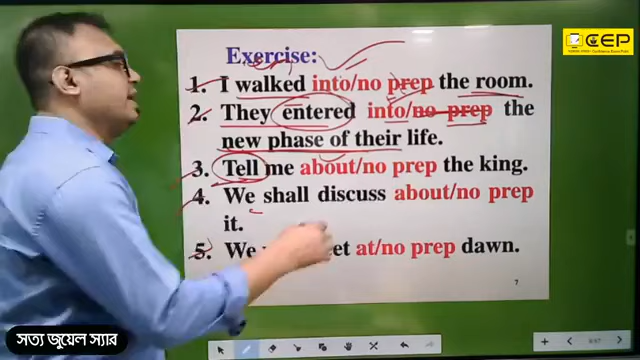 Exercise:
1. I walked into/no prep the room.
2. They entered into/no prep the
new phase of their life.
3. Tell me about/no prep the king.
4. We shall discuss about/no prep
it.
5. We at/no prep dawn.
7
CEP
সত্য জুয়েল স্যার